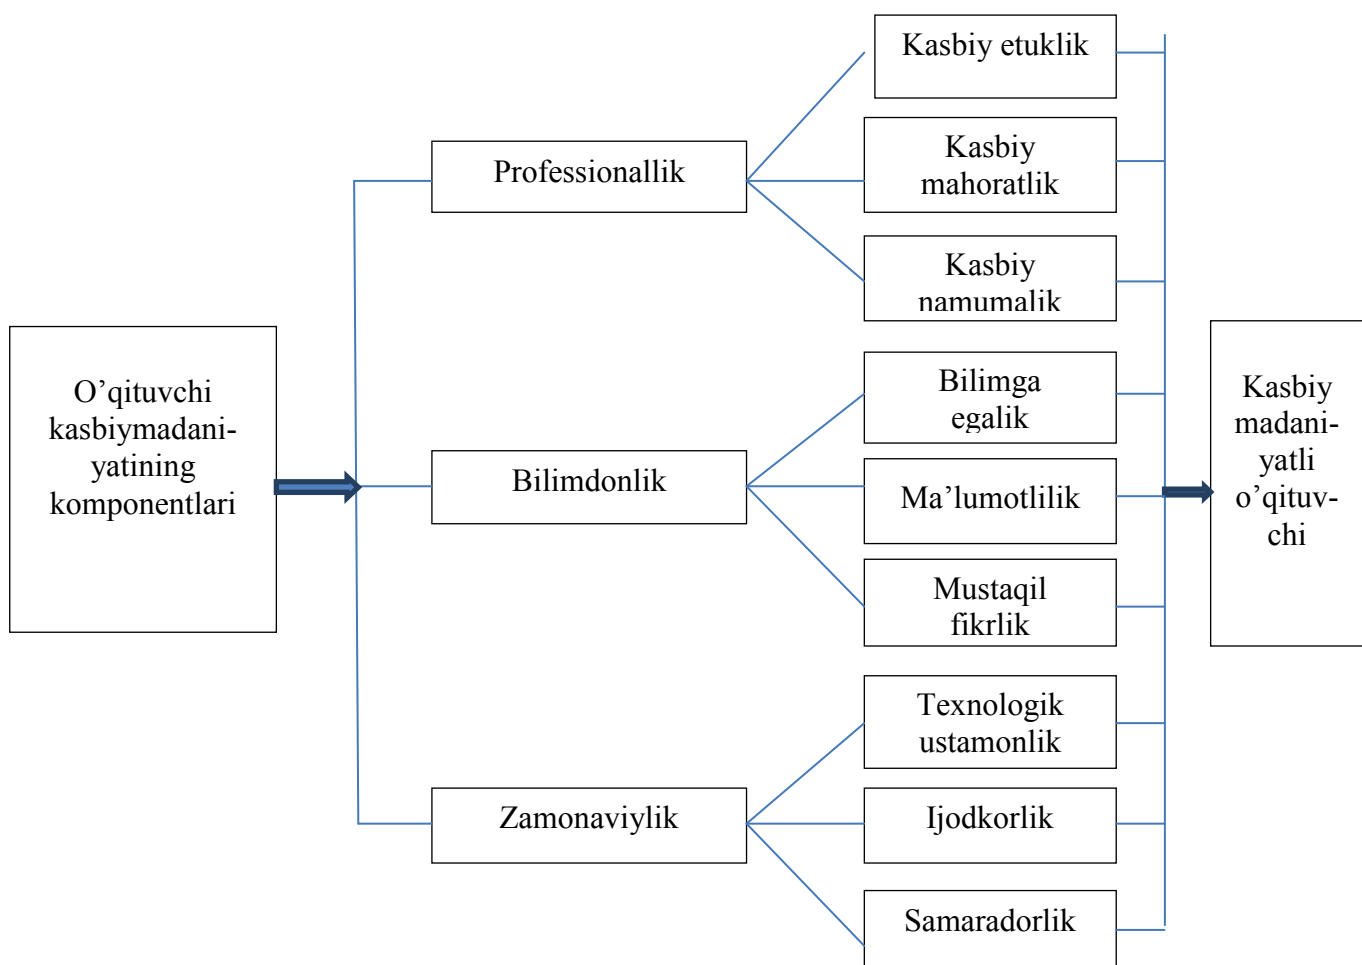 O’qituvchi
kasbiymadani-
yatining
komponentlari
Professionallik
Bilimdonlik
Zamonaviylik
Kasbiy etuklik
Kasbiy
mahoratlik
Kasbiy
namumalik
Bilimga
egalik
Ma’lumotlilik
Mustaqil
fikrlik
Texnologik
ustamonlik
Ijodkorlik
Samaradorlik
Kasbiy
madani-
yatli
o’qituv-
chi